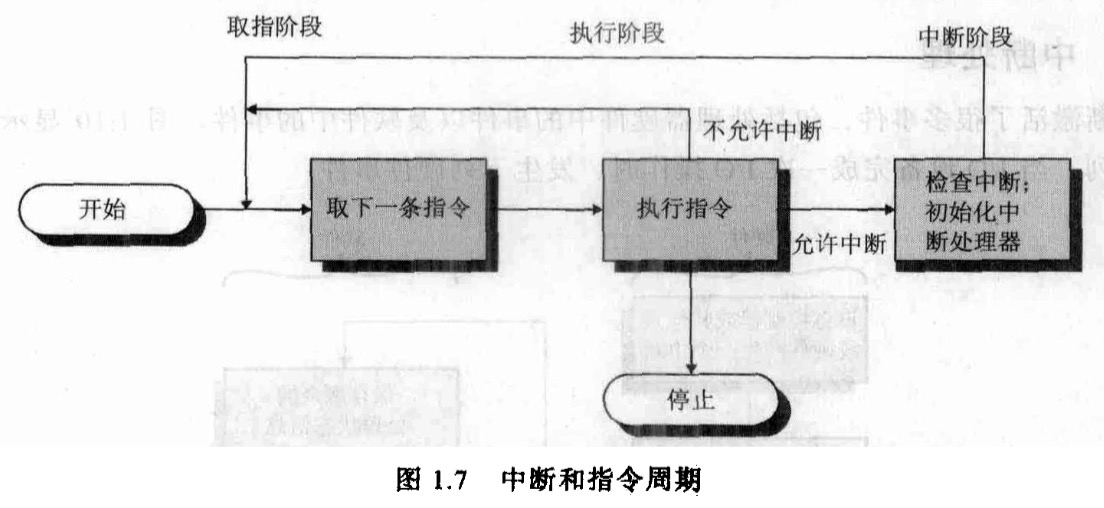 取指阶段
执行阶段
中断阶段
不允许中断
开始
取下一条指令
执行指令
允许中断
检查中断;
初始化中
断处理器
停止
图 1.7 中断和指令周期